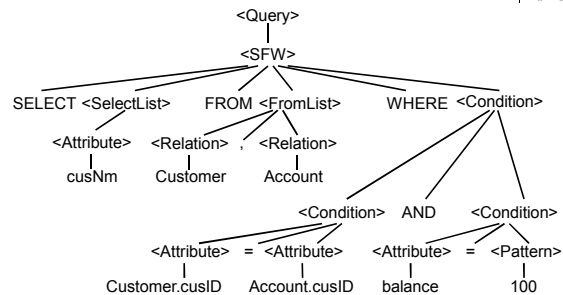 <Query>
<SFW>
SELECT <SelectList> FROM <FromList> WHERE <Condition>
<Attribute> <Relation> , <Relation>
cusNm Customer Account
<Condition> AND <Condition>
<Attribute> = <Attribute> <Attribute> = <Pattern>
Customer.cusID Account.cusID balance 100